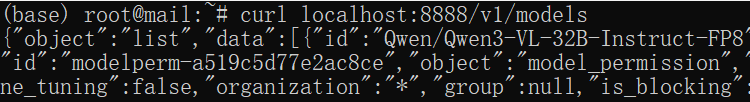 (base) root@mail:~# curl localhost:8888/v1/models
{"object":"list","data":[{"id":"Qwen/Qwen3-VL-32B-Instruct-FP8"
"id":"modelperm-a519c5d77e2ac8ce","object":"model_permission","
ne_tuning":false,"organization":"*","group":null,"is_blocking":